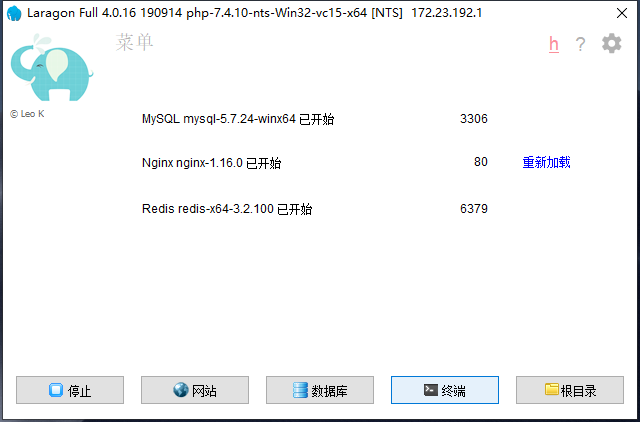 Laragon Full 4.0.16 190914 php-7.4.10-nts-Win32-vc15-x64 [NTS] 172.23.192.1
菜单
h ?
© Leo K
MySQL mysql-5.7.24-winx64 已开始 3306
Nginx nginx-1.16.0 已开始 80 重新加载
Redis redis-x64-3.2.100 已开始 6379
停止 网站 数据库 终端 根目录